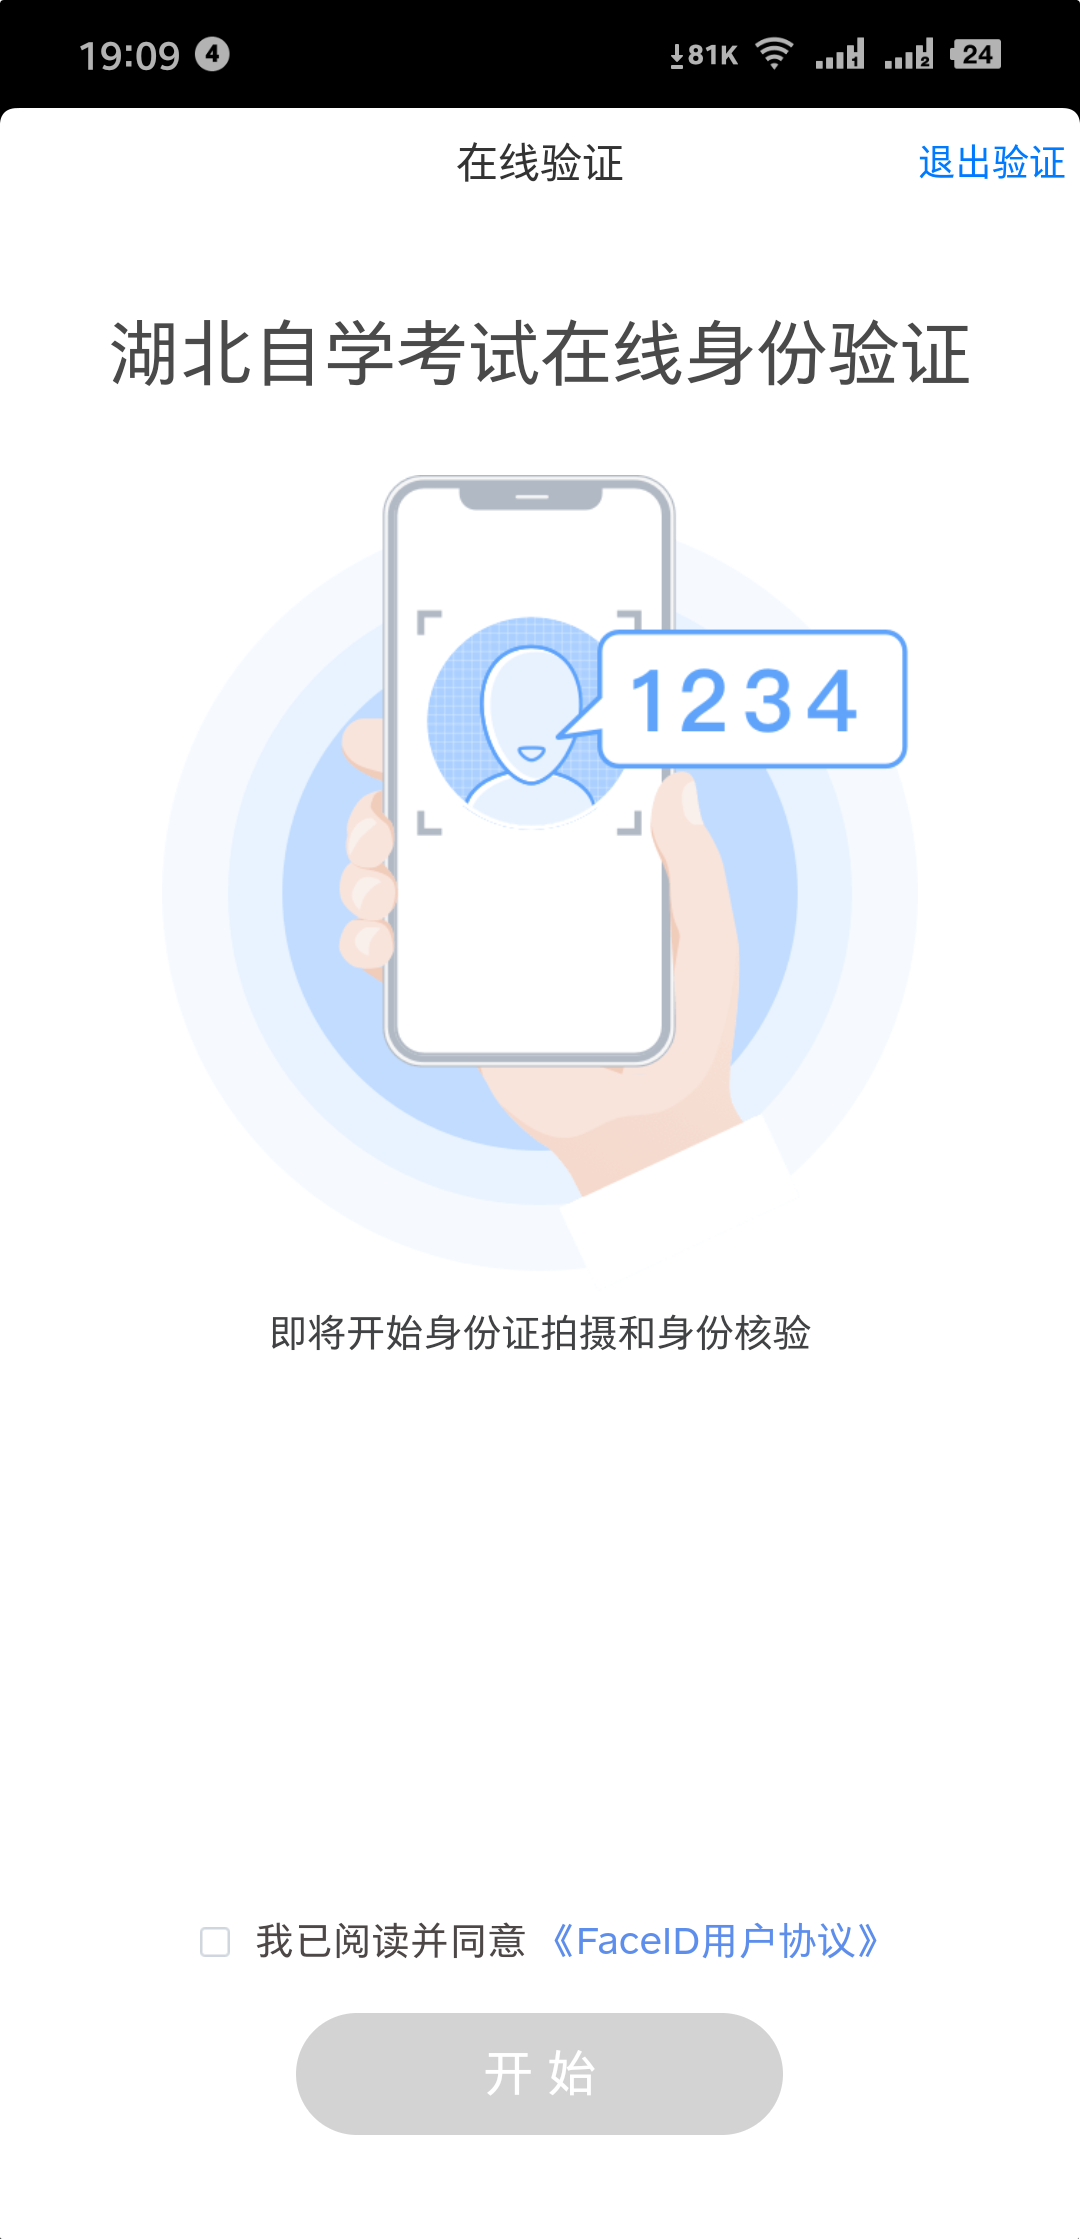 19:09 4 81K 1 2 24
在线验证 退出验证
湖北自学考试在线身份验证
1234
即将开始身份证拍摄和身份核验
我已阅读并同意《FaceID用户协议》
开 始